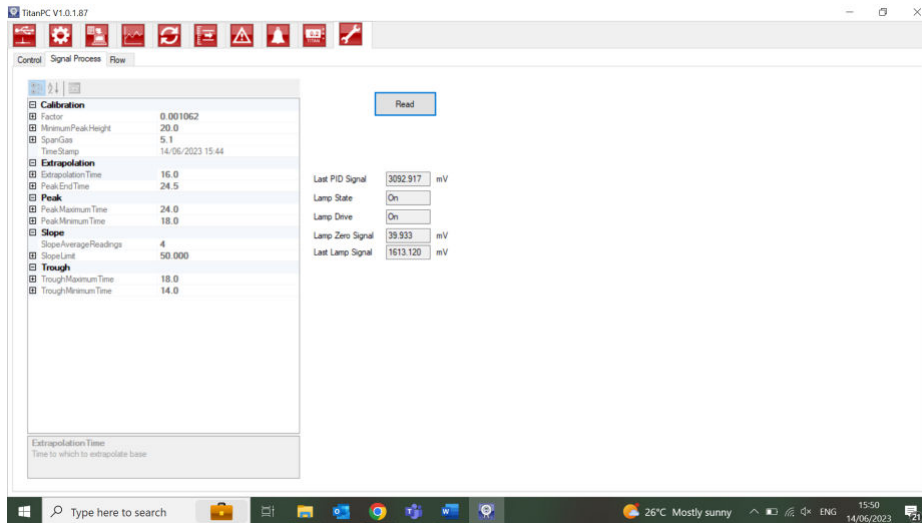 TitanPC V1.0.1.87
Control Signal Process Flow
Calibration
Factor 0.001062
MinimumPeakHeight 20.0
SpanGas 5.1
TimeStamp 14/06/2023 15:44
Extrapolation
ExtrapolationTime 16.0
PeakEndTime 24.5
Peak
PeakMaximumTime 24.0
PeakMinimumTime 18.0
Slope
SlopeAverageReadings 4
SlopeLimit 50.000
Trough
TroughMaximumTime 18.0
TroughMinimumTime 14.0
ExtrapolationTime
Time to which to extrapolate base
Read
Last PID Signal 3092.917 mV
Lamp State On
Lamp Drive On
Lamp Zero Signal 39.933 mV
Last Lamp Signal 1613.120 mV
Type here to search
26°C Mostly sunny
ENG
15:50
14/06/2023
21